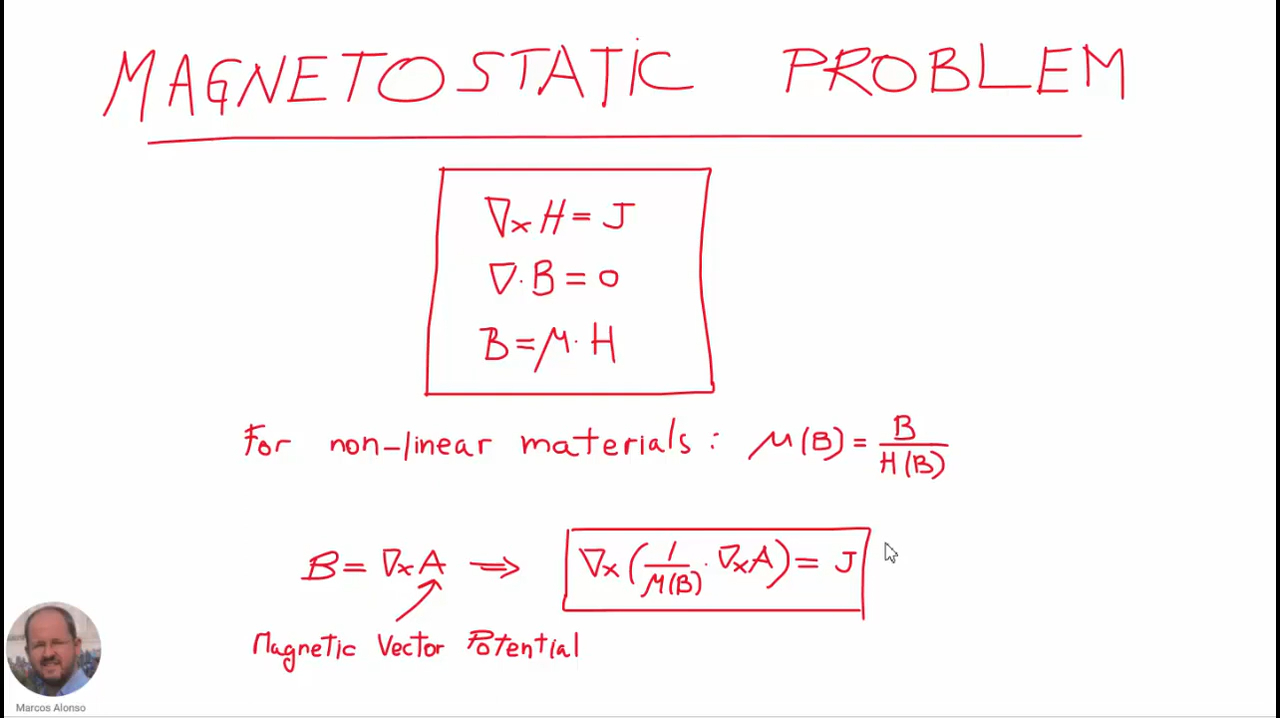 MAGNETOSTATIC PROBLEM
∇×H = J
∇·B = 0
B = μ·H
For non-linear materials : μ(B) = B / H(B)
B = ∇×A ⇒ ∇×(1/μ(B) · ∇×A) = J
Magnetic Vector Potential
Marcos Alonso